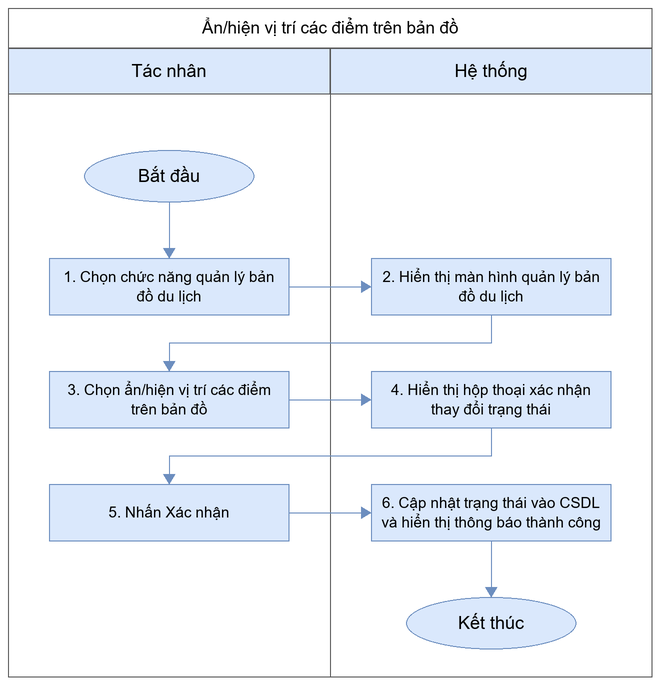 Ẩn/hiện vị trí các điểm trên bản đồ
Tác nhân
Hệ thống
Bắt đầu
1. Chọn chức năng quản lý bản
đồ du lịch
2. Hiển thị màn hình quản lý bản
đồ du lịch
3. Chọn ẩn/hiện vị trí các điểm
trên bản đồ
4. Hiển thị hộp thoại xác nhận
thay đổi trạng thái
5. Nhấn Xác nhận
6. Cập nhật trạng thái vào CSDL
và hiển thị thông báo thành công
Kết thúc